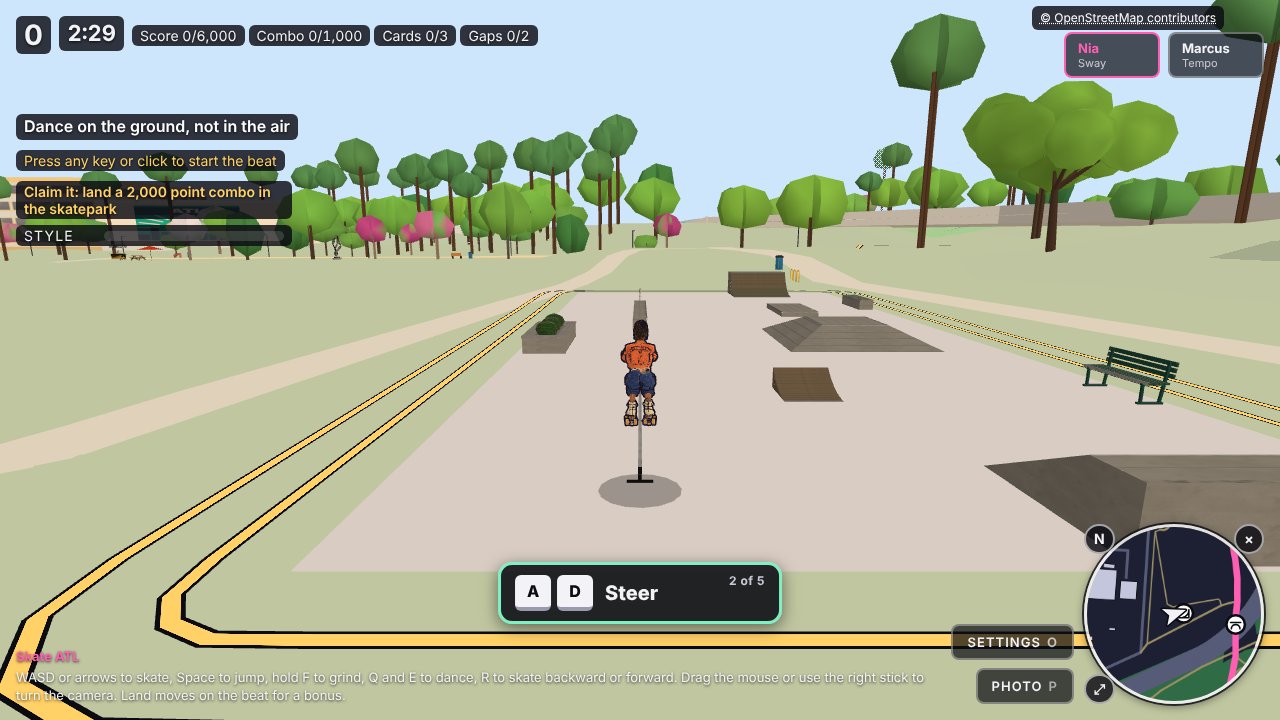 0
2:29
Score 0/6,000
Combo 0/1,000
Cards 0/3
Gaps 0/2
© OpenStreetMap contributors
Nia
Sway
Marcus
Tempo
Dance on the ground, not in the air
Press any key or click to start the beat
Claim it: land a 2,000 point combo in
the skatepark
STYLE
A D Steer
2 of 5
N
×
SETTINGS O
PHOTO P
Skate ATL
WASD or arrows to skate, Space to jump, hold F to grind, Q and E to dance, R to skate backward or forward. Drag the mouse or use the right stick to
turn the camera. Land moves on the beat for a bonus.